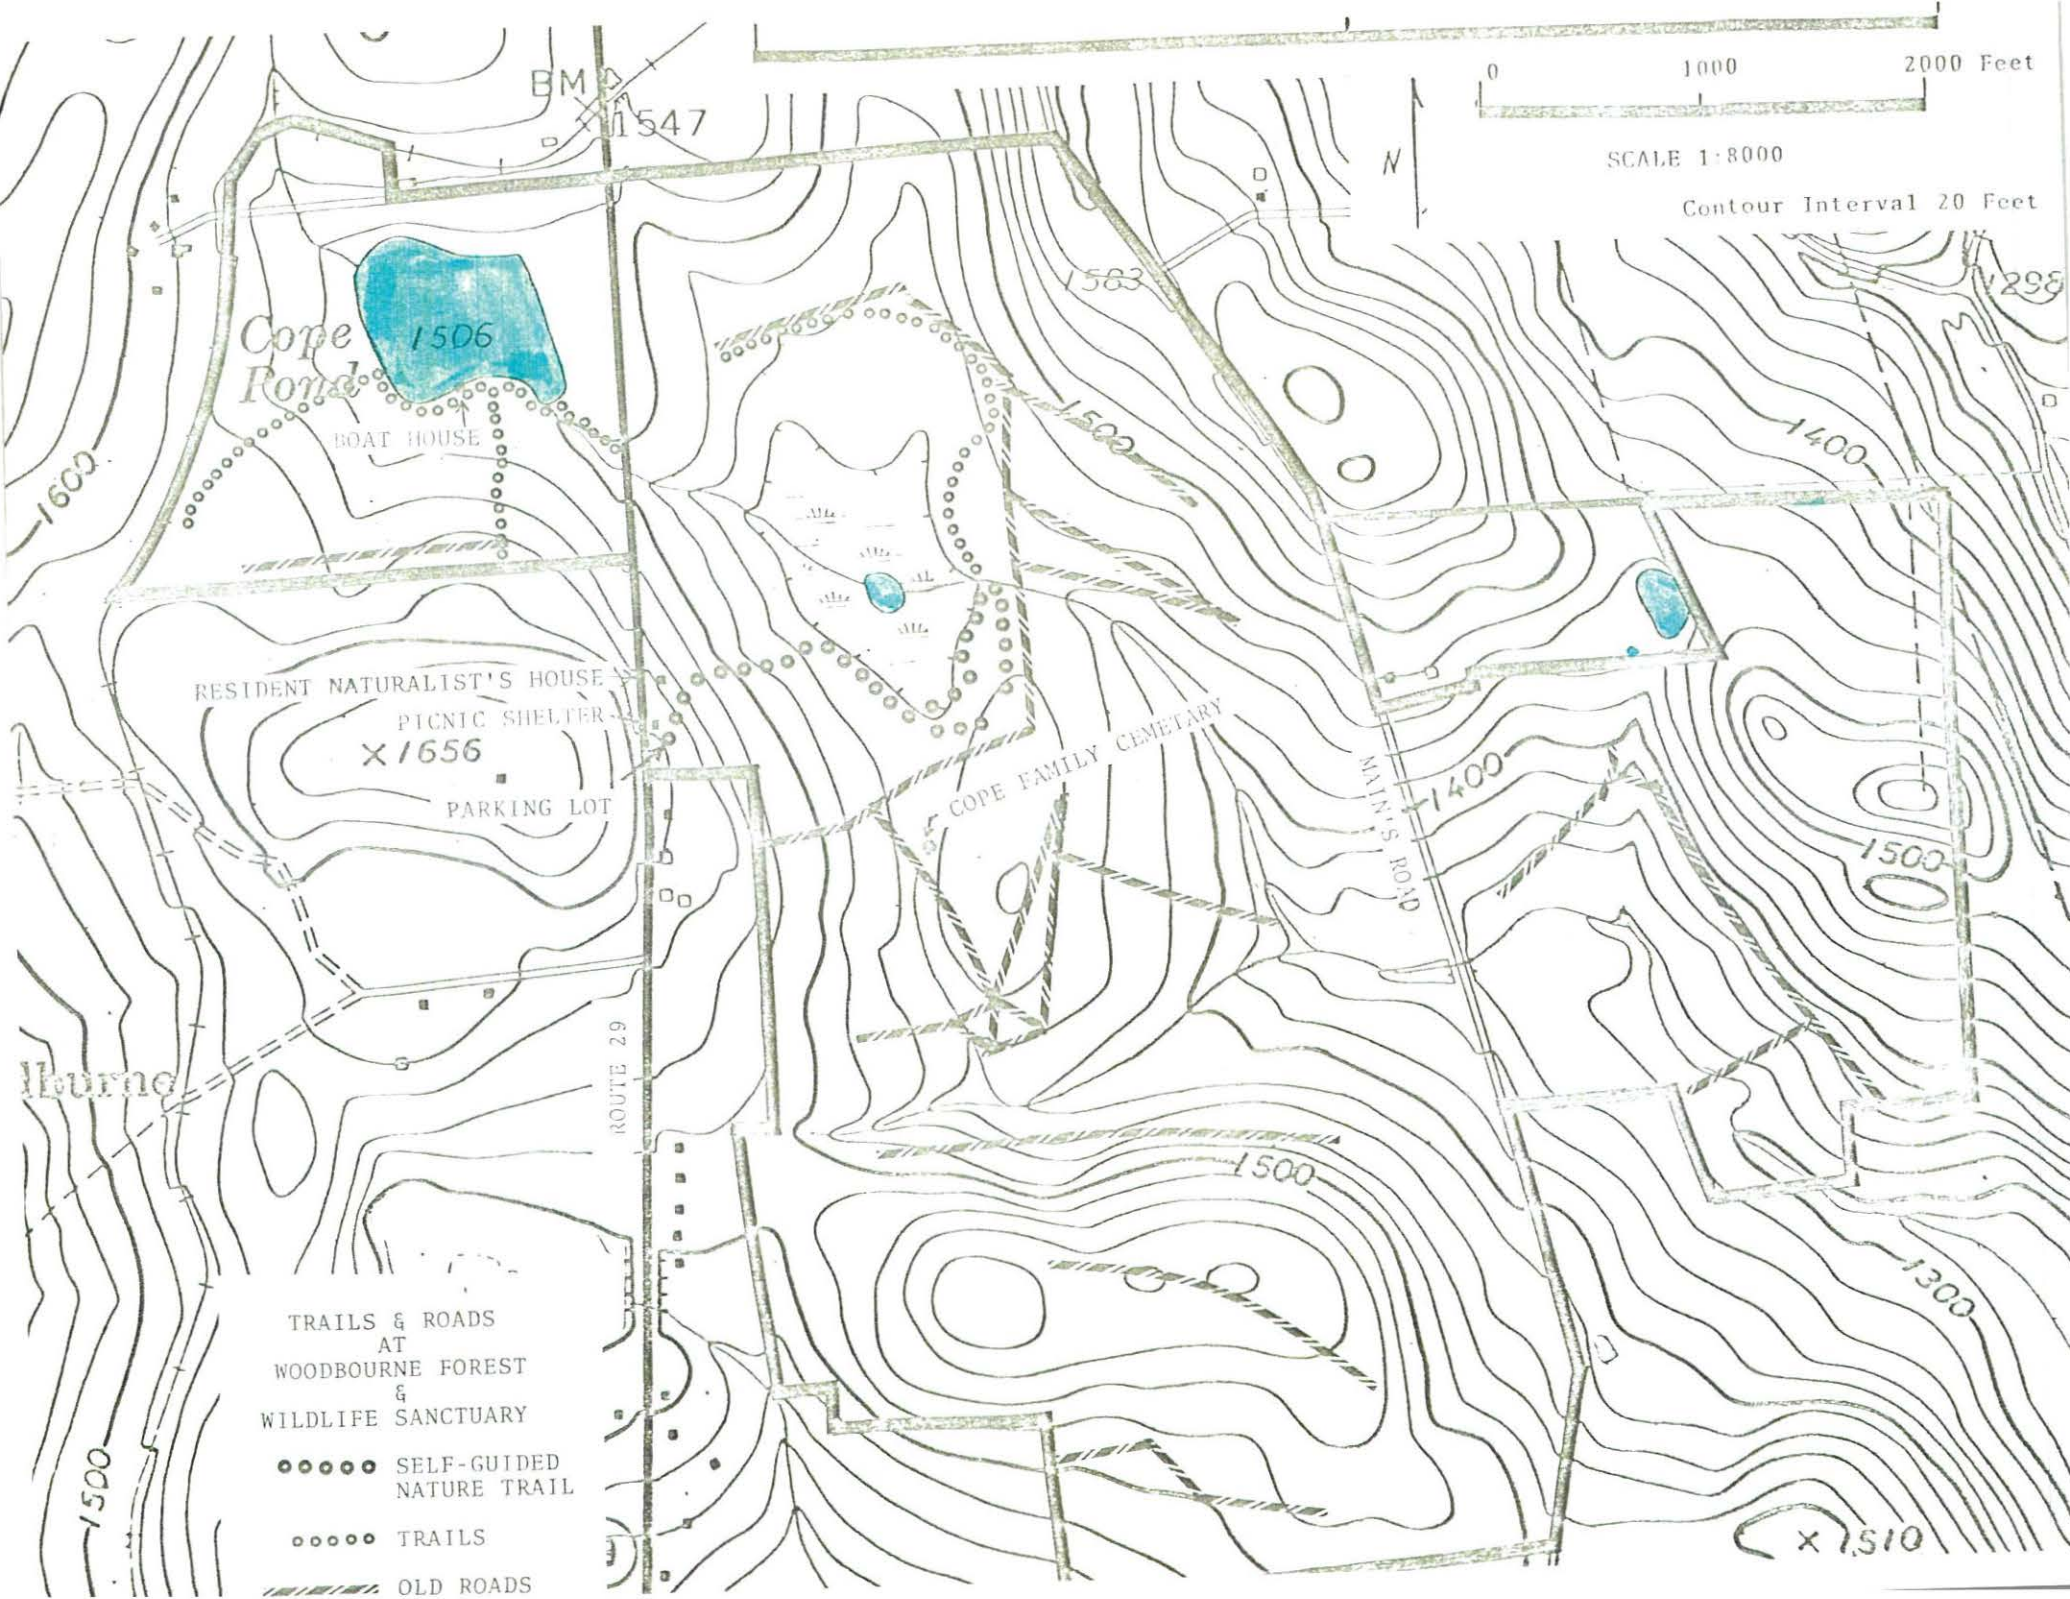 BM
1547
0 1000 2000 Feet
N
SCALE 1:8000
Contour Interval 20 Feet
1583
1298
Cope
Pond
1506
BOAT HOUSE
1500
1400
1600
RESIDENT NATURALIST'S HOUSE
PICNIC SHELTER
×1656
PARKING LOT
COPE FAMILY CEMETARY
MAIN'S ROAD
1400
1500
ROUTE 29
lburne
1500
1300
1500
×1510
TRAILS & ROADS
AT
WOODBOURNE FOREST
&
WILDLIFE SANCTUARY
SELF-GUIDED
NATURE TRAIL
TRAILS
OLD ROADS